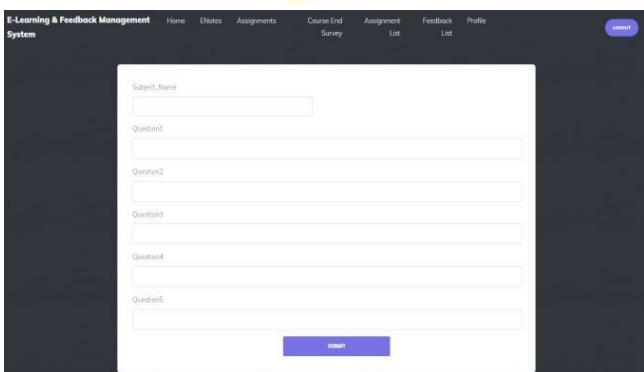 E-Learning & Feedback Management System
Home
ENotes
Assignments
Course End Survey
Assignment List
Feedback List
Profile
LOGOUT
Subject_Name
Question1
Question2
Question3
Question4
Question5
SUBMIT